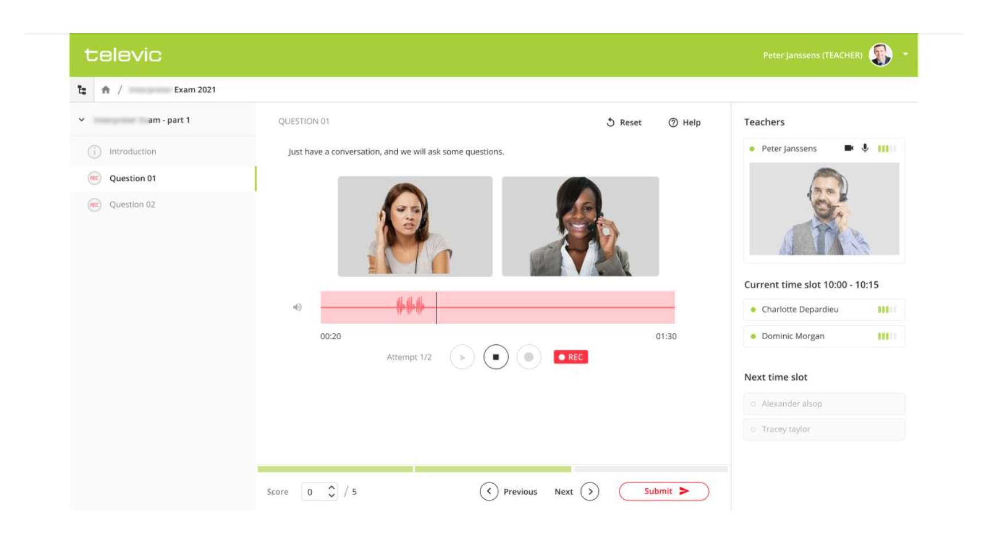 televic
Peter Janssens (TEACHER)
/ Exam 2021
am - part 1
Introduction
REC Question 01
REC Question 02
QUESTION 01
Reset
Help
Just have a conversation, and we will ask some questions.
00:20
01:30
Attempt 1/2
REC
Score 0 / 5
Previous
Next
Submit
Teachers
Peter Janssens
Current time slot 10:00 - 10:15
Charlotte Depardieu
Dominic Morgan
Next time slot
Alexander alsop
Tracey taylor